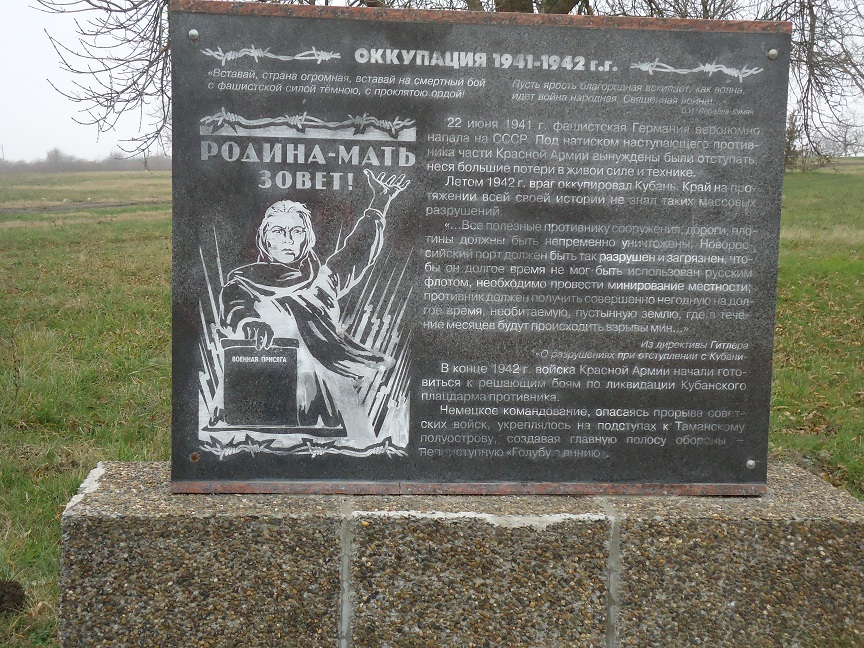 ОККУПАЦИЯ 1941-1942 г.г.
«Вставай, страна огромная, вставай на смертный бой
с фашистской силой тёмною, с проклятою ордой!
Пусть ярость благородная вскипает, как волна,
идет война народная, Священная война!
РОДИНА-МАТЬ
ЗОВЕТ!
ВОЕННАЯ ПРИСЯГА
22 июня 1941 г. фашистская Германия вероломно
напала на СССР. Под натиском наступающего против-
ника части Красной Армии вынуждены были отступать
неся большие потери в живой силе и технике.
Летом 1942 г. враг оккупировал Кубань. Край на про-
тяжении всей своей истории не знал таких массовых
разрушений:
«...Все полезные противнику сооружения, дороги, пло-
тины должны быть непременно уничтожены. Новорос-
сийский порт должен быть так разрушен и загрязнен, что-
бы он долгое время не мог быть использован русским
флотом, необходимо провести минирование местности;
противник должен получить совершенно негодную на дол-
гое время, необитаемую, пустынную землю, где в тече-
ние месяцев будут происходить взрывы мин...»
Из директивы Гитлера
«О разрушениях при отступлении с Кубани»
В конце 1942 г. войска Красной Армии начали гото-
виться к решающим боям по ликвидации Кубанского
плацдарма противника.
Немецкое командование, опасаясь прорыва совет-
ских войск, укреплялось на подступах к Таманскому
полуострову, создавая главную полосу обороны –
неприступную «Голубую линию».